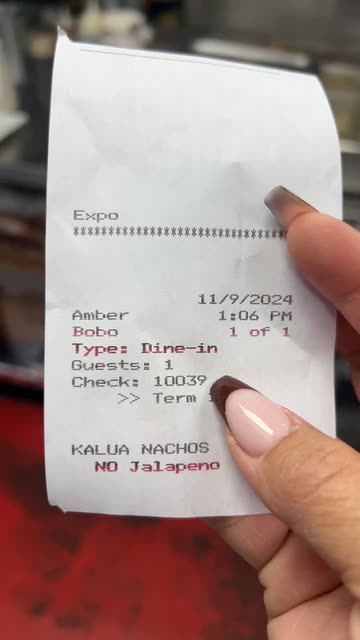 Expo
******************************
11/9/2024
Amber 1:06 PM
Bobo 1 of 1
Type: Dine-in
Guests: 1
Check: 10039
>> Term
KALUA NACHOS
NO Jalapeno